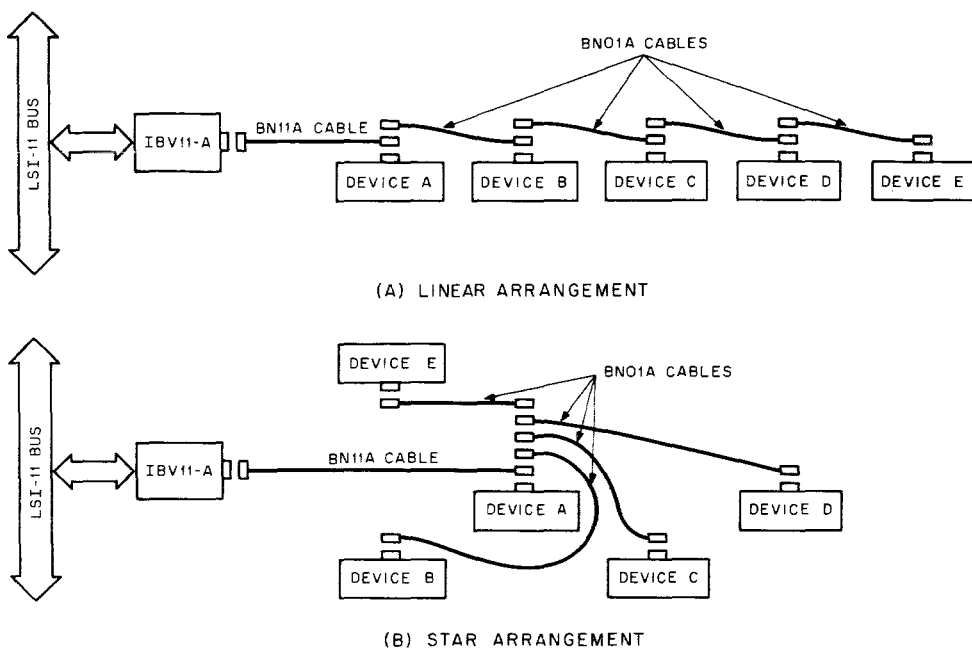 BN01A CABLES
LSI-11 BUS
IBV11-A
BN11A CABLE
DEVICE A
DEVICE B
DEVICE C
DEVICE D
DEVICE E
(A) LINEAR ARRANGEMENT
DEVICE E
BN01A CABLES
LSI-11 BUS
IBV11-A
BN11A CABLE
DEVICE A
DEVICE D
DEVICE B
DEVICE C
(B) STAR ARRANGEMENT